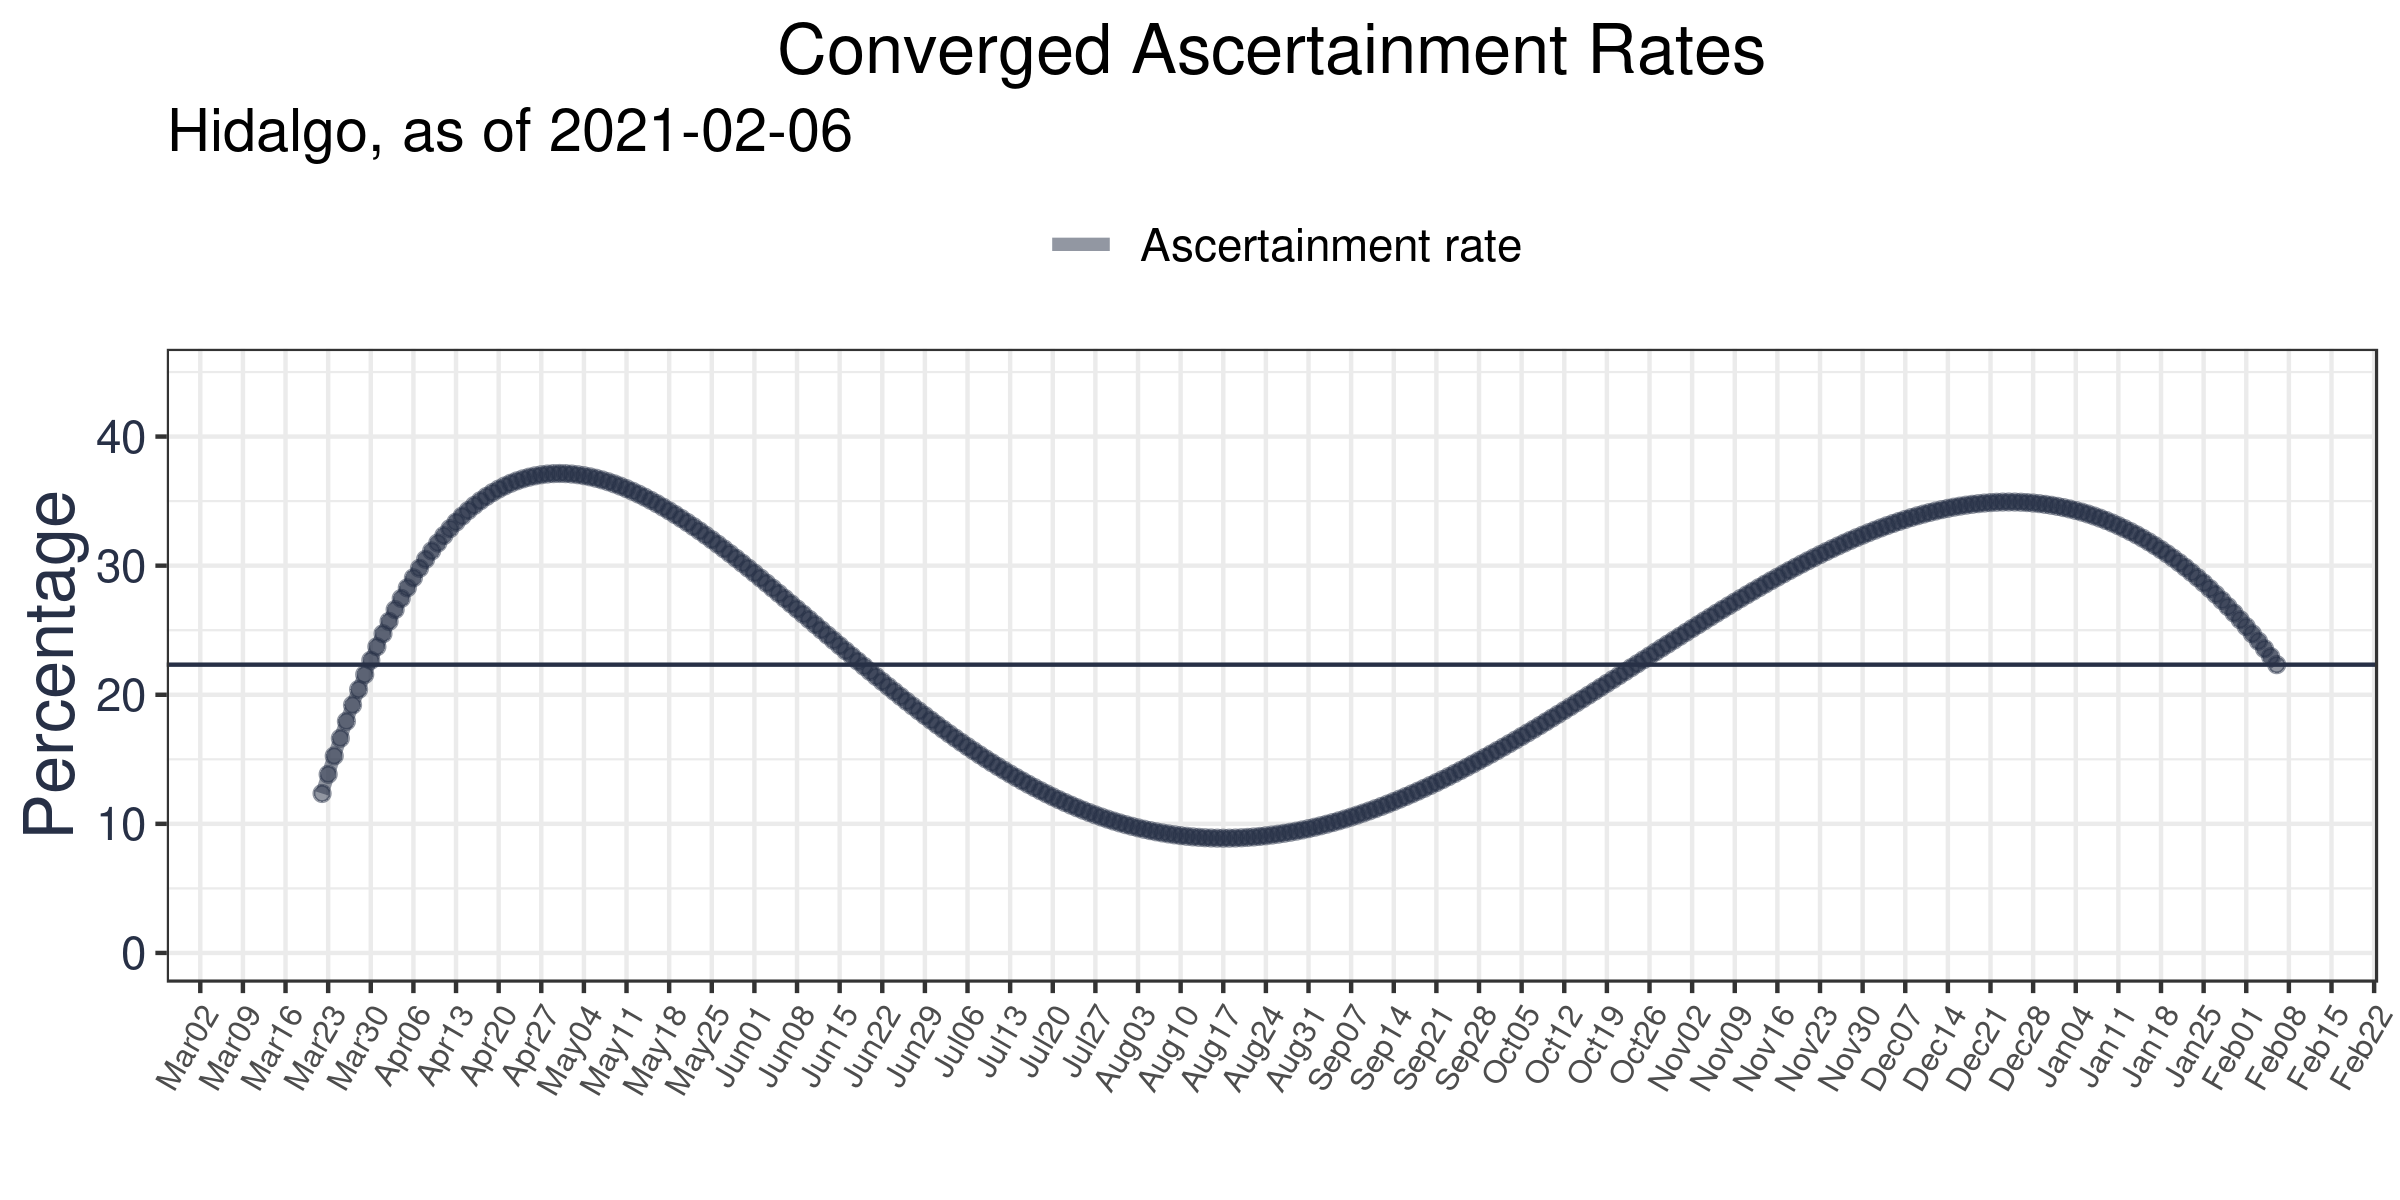 Converged Ascertainment Rates
Hidalgo, as of 2021-02-06
Ascertainment rate
Percentage
40
30
20
10
0
Mar02 Mar09 Mar16 Mar23 Mar30 Apr06 Apr13 Apr20 Apr27 May04 May11 May18 May25 Jun01 Jun08 Jun15 Jun22 Jun29 Jul06 Jul13 Jul20 Jul27 Aug03 Aug10 Aug17 Aug24 Aug31 Sep07 Sep14 Sep21 Sep28 Oct05 Oct12 Oct19 Oct26 Nov02 Nov09 Nov16 Nov23 Nov30 Dec07 Dec14 Dec21 Dec28 Jan04 Jan11 Jan18 Jan25 Feb01 Feb08 Feb15 Feb22